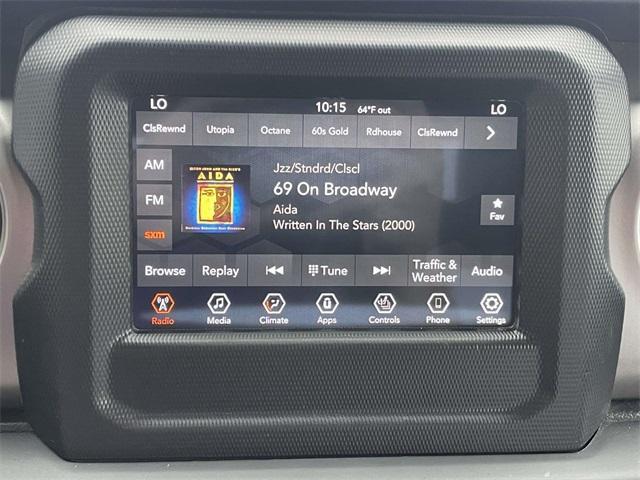 LO 10:15 64°F out LO
ClsRewnd Utopia Octane 60s Gold Rdhouse ClsRewnd
AM
Jzz/Stndrd/Clscl
AIDA
69 On Broadway
FM
Aida
Fav
Written In The Stars (2000)
sxm
Browse Replay Tune Traffic & Weather Audio
Radio Media Climate Apps Controls Phone Settings